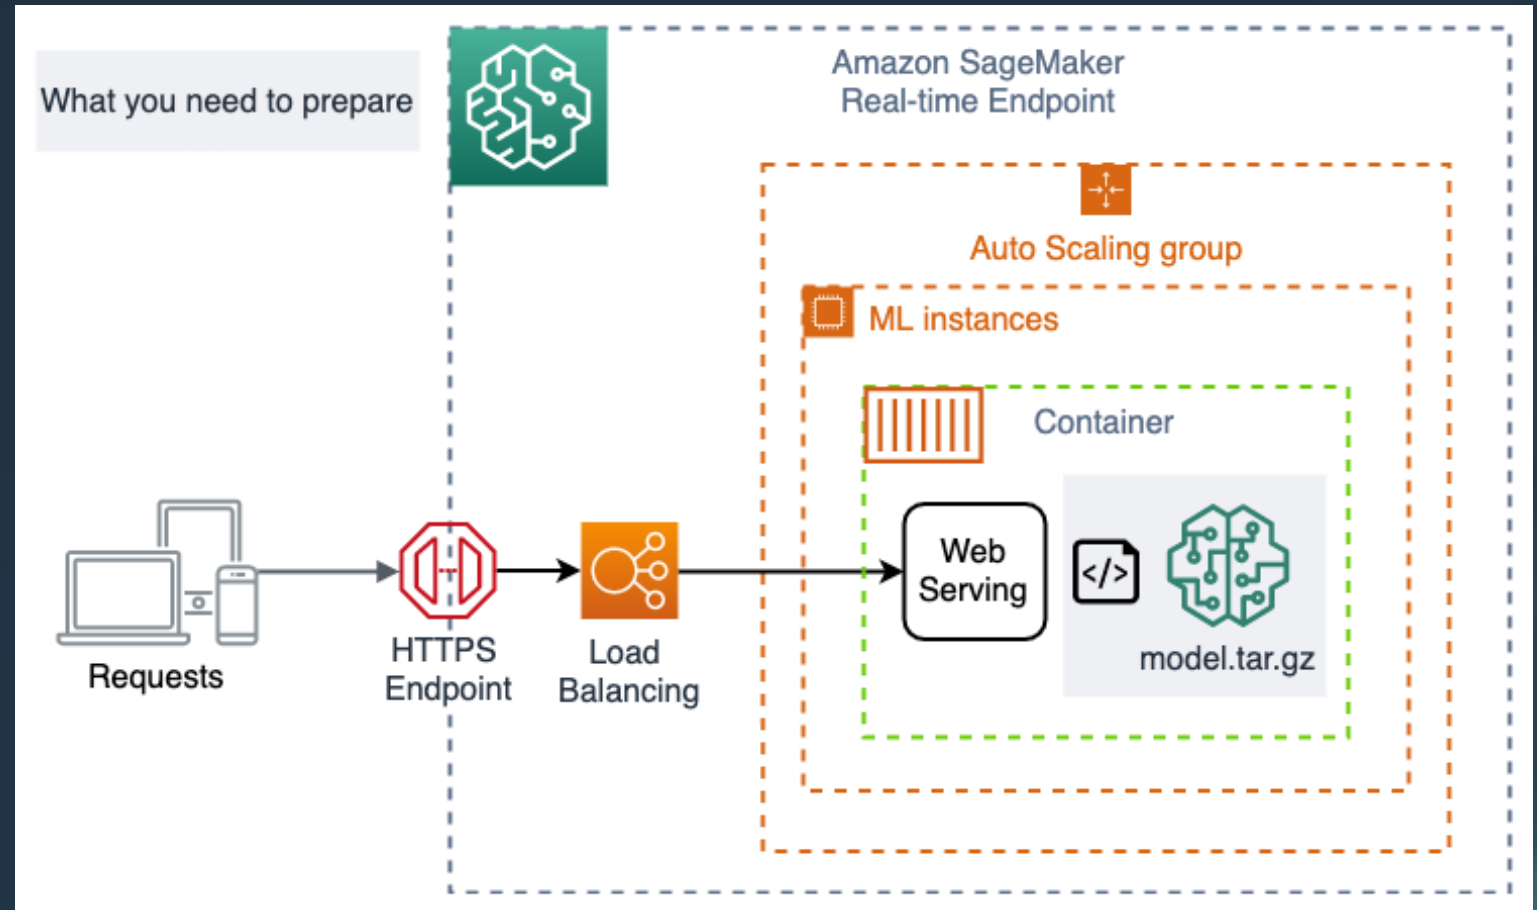 What you need to prepare
Amazon SageMaker
Real-time Endpoint
Auto Scaling group
ML instances
Container
Web
Serving
</>
model.tar.gz
Requests
HTTPS
Endpoint
Load
Balancing